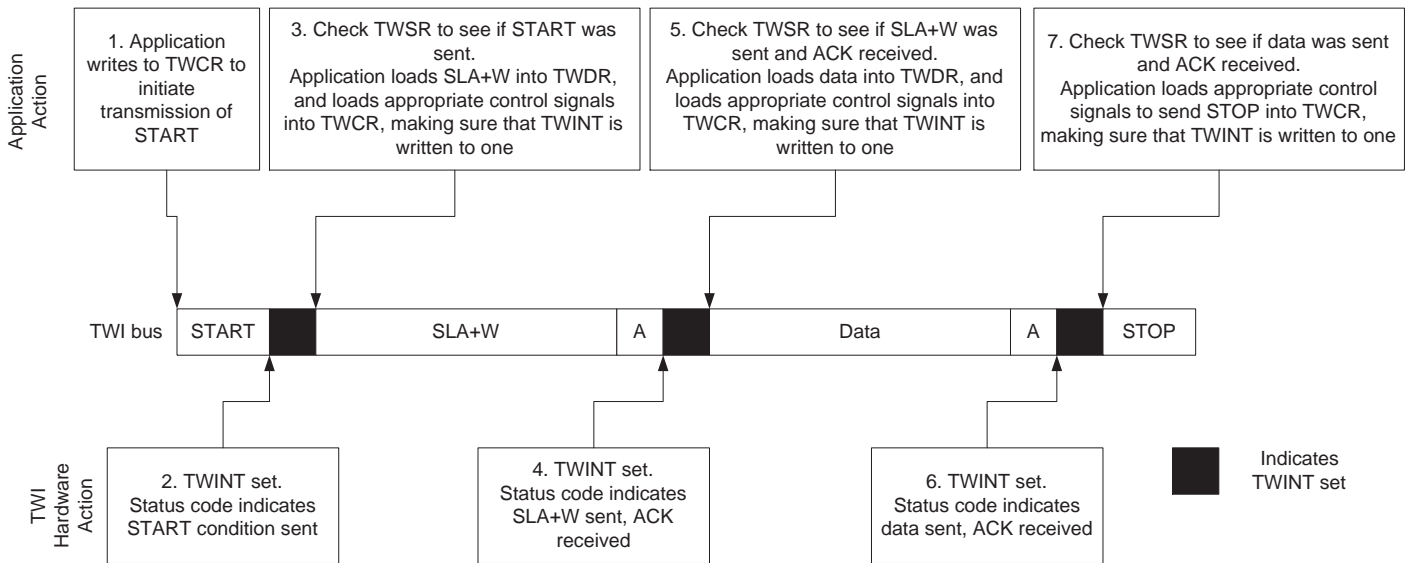 Application
Action
1. Application
writes to TWCR to
initiate
transmission of
START
3. Check TWSR to see if START was
sent.
Application loads SLA+W into TWDR,
and loads appropriate control signals
into TWCR, making sure that TWINT is
written to one
5. Check TWSR to see if SLA+W was
sent and ACK received.
Application loads data into TWDR, and
loads appropriate control signals into
TWCR, making sure that TWINT is
written to one
7. Check TWSR to see if data was sent
and ACK received.
Application loads appropriate control
signals to send STOP into TWCR,
making sure that TWINT is written to one
TWI bus
START
SLA+W
A
Data
A
STOP
TWI
Hardware
Action
2. TWINT set.
Status code indicates
START condition sent
4. TWINT set.
Status code indicates
SLA+W sent, ACK
received
6. TWINT set.
Status code indicates
data sent, ACK received
Indicates
TWINT set